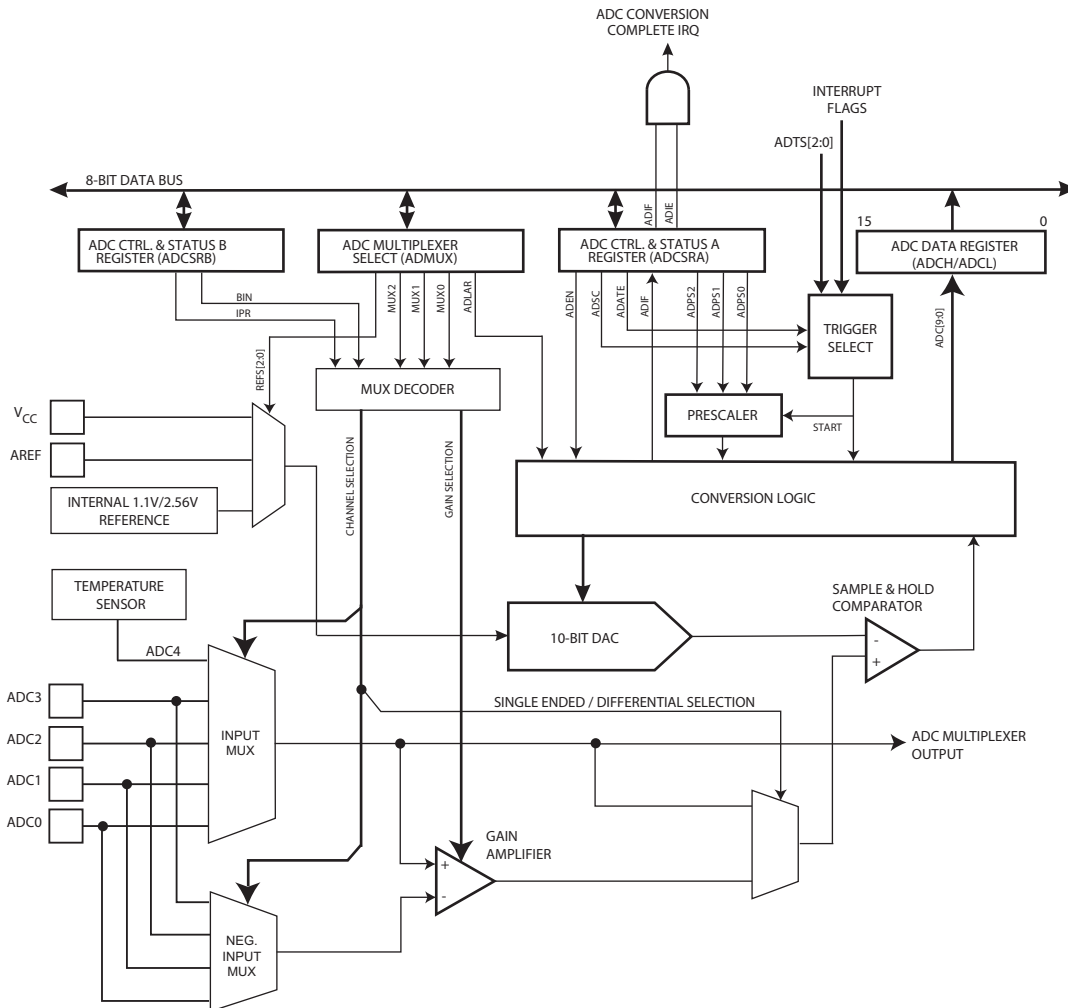 ADC CONVERSION
COMPLETE IRQ
INTERRUPT
FLAGS
ADTS[2:0]
8-BIT DATA BUS
ADIF
ADIE
15
0
ADC CTRL. & STATUS B
REGISTER (ADCSRB)
ADC MULTIPLEXER
SELECT (ADMUX)
ADC CTRL. & STATUS A
REGISTER (ADCSRA)
ADC DATA REGISTER
(ADCH/ADCL)
BIN
IPR
MUX2
MUX1
MUX0
ADLAR
ADEN
ADSC
ADATE
ADIF
ADPS2
ADPS1
ADPS0
TRIGGER
SELECT
ADC[9:0]
REFS[2:0]
MUX DECODER
PRESCALER
START
VCC
AREF
INTERNAL 1.1V/2.56V
REFERENCE
CHANNEL SELECTION
GAIN SELECTION
CONVERSION LOGIC
TEMPERATURE
SENSOR
10-BIT DAC
SAMPLE & HOLD
COMPARATOR
-
+
ADC4
ADC3
ADC2
ADC1
ADC0
INPUT
MUX
SINGLE ENDED / DIFFERENTIAL SELECTION
ADC MULTIPLEXER
OUTPUT
GAIN
AMPLIFIER
+
-
NEG.
INPUT
MUX